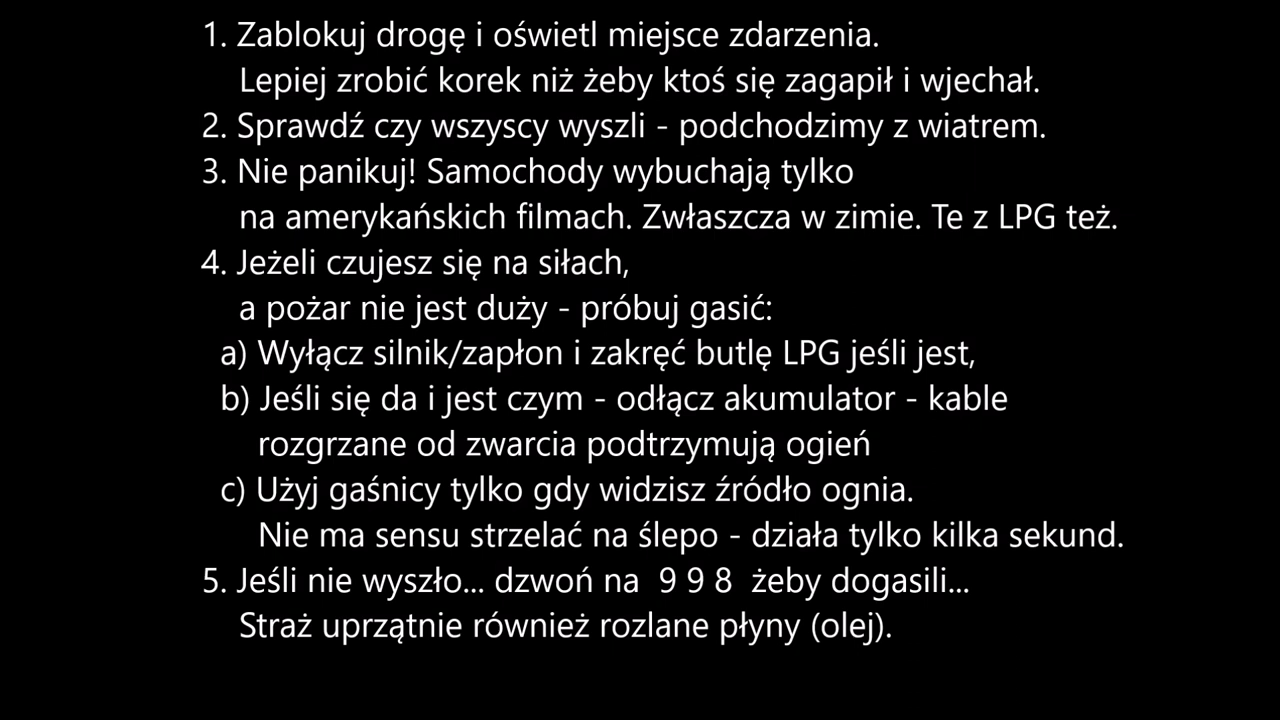 1. Zablokuj drogę i oświetl miejsce zdarzenia.
Lepiej zrobić korek niż żeby ktoś się zagapił i wjechał.
2. Sprawdź czy wszyscy wyszli - podchodzimy z wiatrem.
3. Nie panikuj! Samochody wybuchają tylko
na amerykańskich filmach. Zwłaszcza w zimie. Te z LPG też.
4. Jeżeli czujesz się na siłach,
a pożar nie jest duży - próbuj gasić:
a) Wyłącz silnik/zapłon i zakręć butlę LPG jeśli jest,
b) Jeśli się da i jest czym - odłącz akumulator - kable
rozgrzane od zwarcia podtrzymują ogień
c) Użyj gaśnicy tylko gdy widzisz źródło ognia.
Nie ma sensu strzelać na ślepo - działa tylko kilka sekund.
5. Jeśli nie wyszło... dzwoń na 9 9 8 żeby dogasili...
Straż uprzątnie również rozlane płyny (olej).